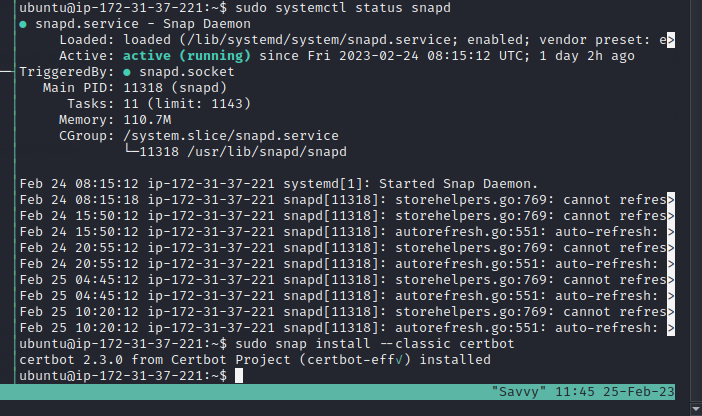 ubuntu@ip-172-31-37-221:~$ sudo systemctl status snapd
● snapd.service - Snap Daemon
Loaded: loaded (/lib/systemd/system/snapd.service; enabled; vendor preset: e>
Active: active (running) since Fri 2023-02-24 08:15:12 UTC; 1 day 2h ago
TriggeredBy: ● snapd.socket
Main PID: 11318 (snapd)
Tasks: 11 (limit: 1143)
Memory: 110.7M
CGroup: /system.slice/snapd.service
└─11318 /usr/lib/snapd/snapd
Feb 24 08:15:12 ip-172-31-37-221 systemd[1]: Started Snap Daemon.
Feb 24 08:15:18 ip-172-31-37-221 snapd[11318]: storehelpers.go:769: cannot refres>
Feb 24 15:50:12 ip-172-31-37-221 snapd[11318]: storehelpers.go:769: cannot refres>
Feb 24 15:50:12 ip-172-31-37-221 snapd[11318]: autorefresh.go:551: auto-refresh: >
Feb 24 20:55:12 ip-172-31-37-221 snapd[11318]: storehelpers.go:769: cannot refres>
Feb 24 20:55:12 ip-172-31-37-221 snapd[11318]: autorefresh.go:551: auto-refresh: >
Feb 25 04:45:12 ip-172-31-37-221 snapd[11318]: storehelpers.go:769: cannot refres>
Feb 25 04:45:12 ip-172-31-37-221 snapd[11318]: autorefresh.go:551: auto-refresh: >
Feb 25 10:20:12 ip-172-31-37-221 snapd[11318]: storehelpers.go:769: cannot refres>
Feb 25 10:20:12 ip-172-31-37-221 snapd[11318]: autorefresh.go:551: auto-refresh: >
ubuntu@ip-172-31-37-221:~$ sudo snap install --classic certbot
certbot 2.3.0 from Certbot Project (certbot-eff✓) installed
ubuntu@ip-172-31-37-221:~$
"Savvy" 11:45 25-Feb-23